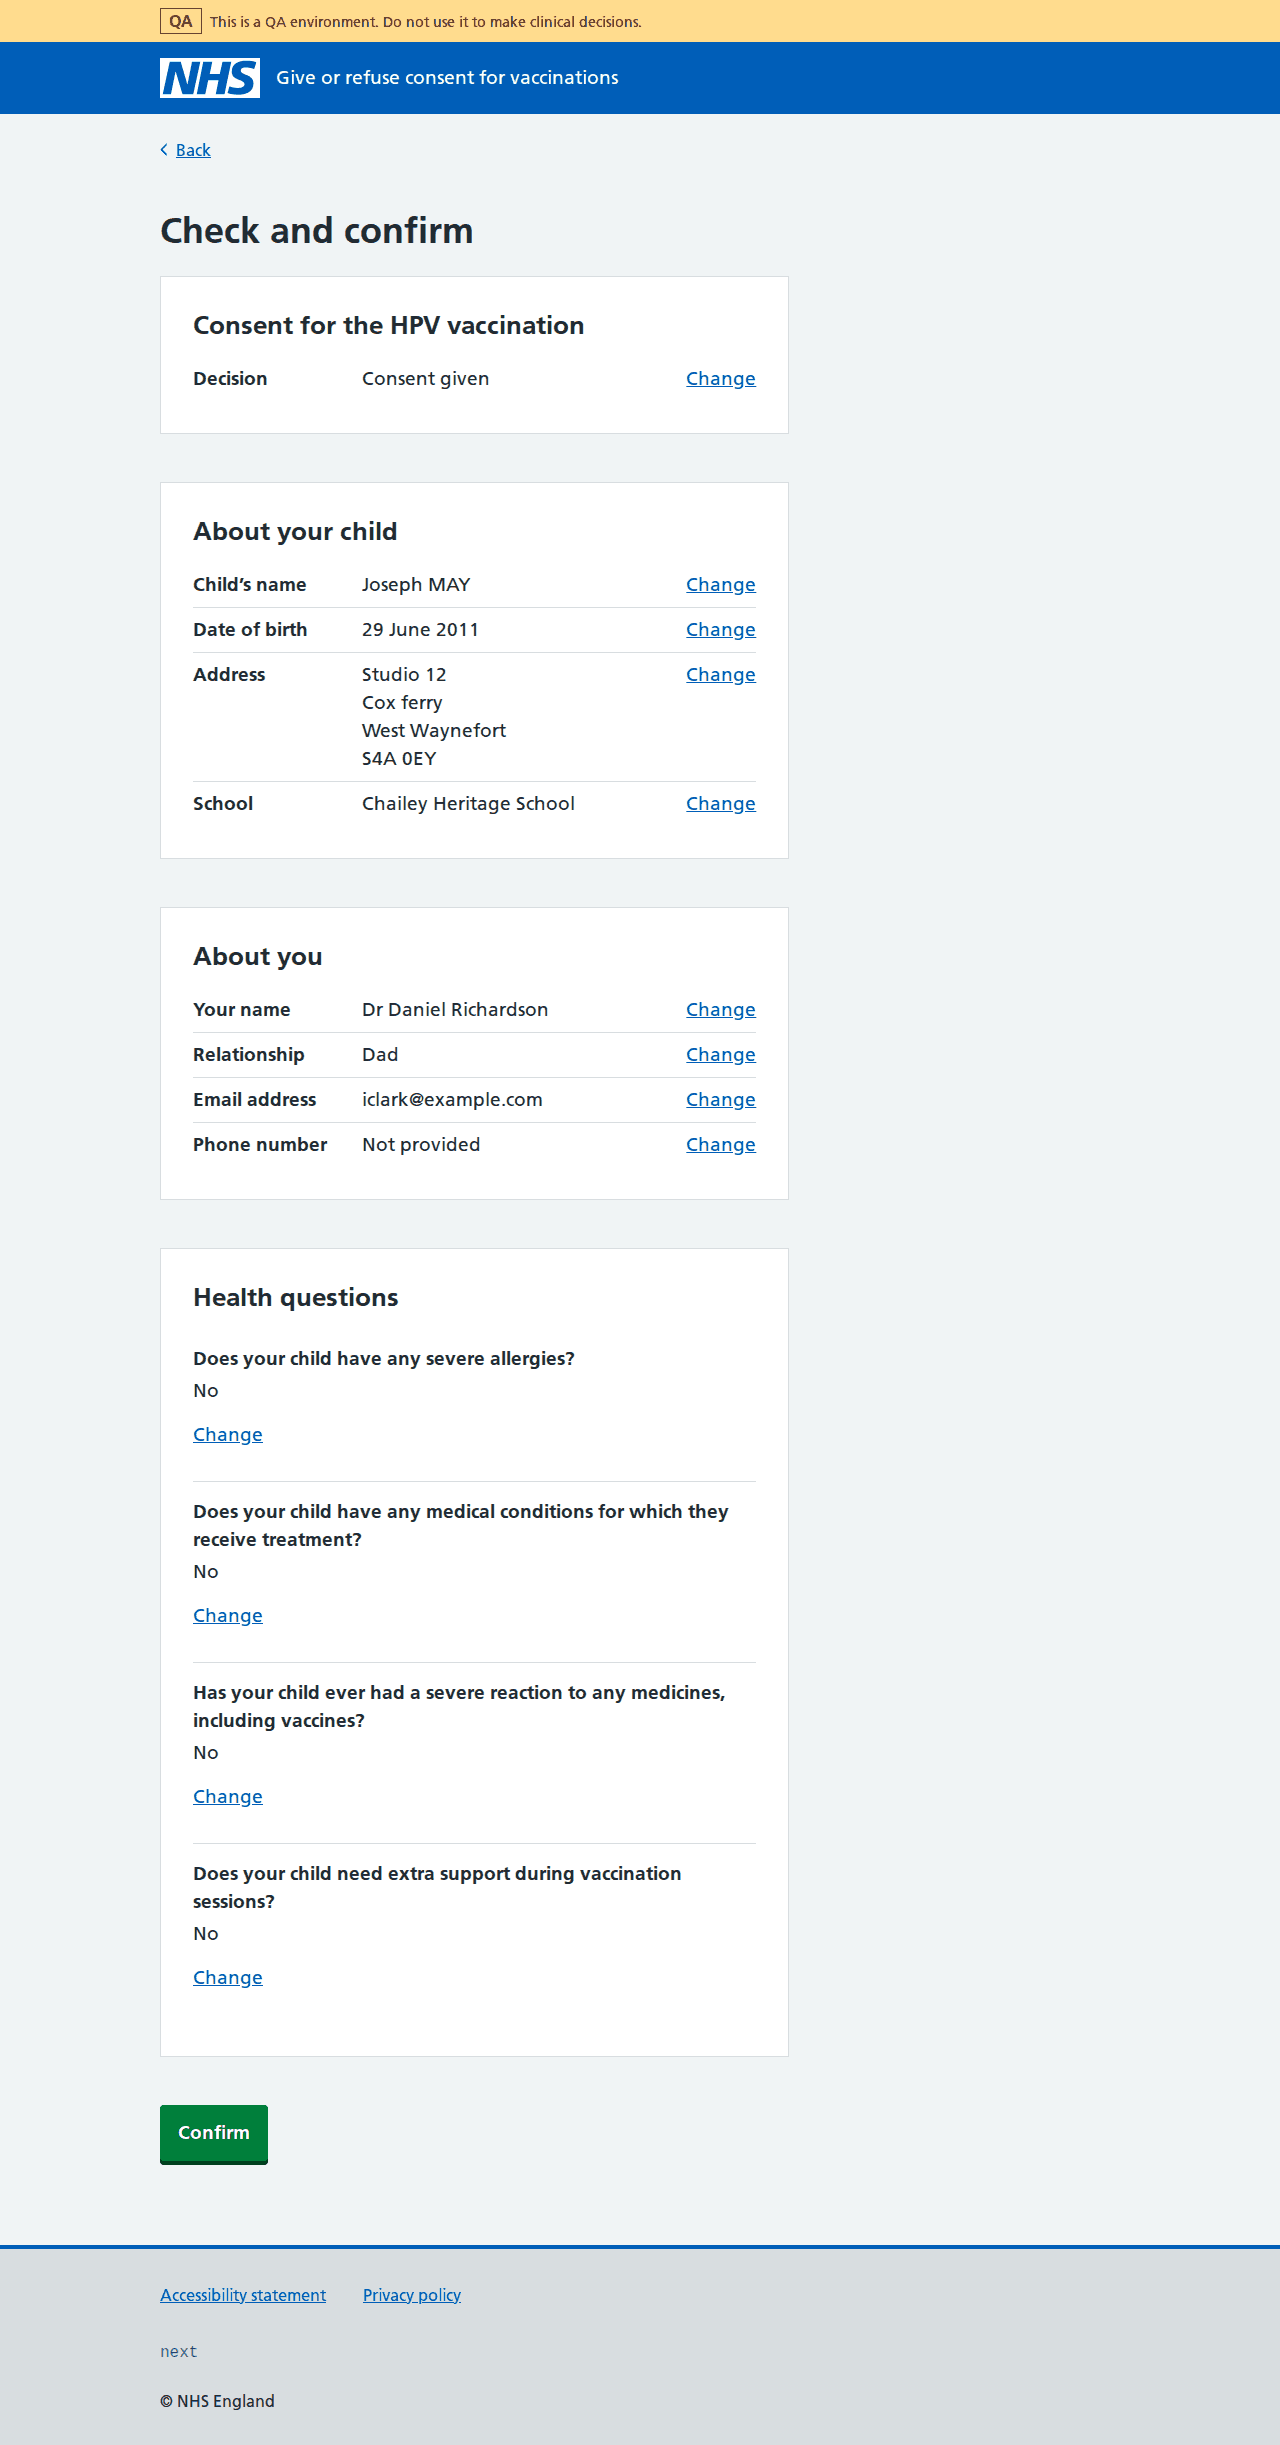 QA This is a QA environment. Do not use it to make clinical decisions.
NHS Give or refuse consent for vaccinations
Back
Check and confirm
Consent for the HPV vaccination
Decision Consent given Change
About your child
Child’s name Joseph MAY Change
Date of birth 29 June 2011 Change
Address Studio 12 Change
Cox ferry
West Waynefort
S4A 0EY
School Chailey Heritage School Change
About you
Your name Dr Daniel Richardson Change
Relationship Dad Change
Email address iclark@example.com Change
Phone number Not provided Change
Health questions
Does your child have any severe allergies?
No
Change
Does your child have any medical conditions for which they
receive treatment?
No
Change
Has your child ever had a severe reaction to any medicines,
including vaccines?
No
Change
Does your child need extra support during vaccination
sessions?
No
Change
Confirm
Accessibility statement Privacy policy
next
© NHS England